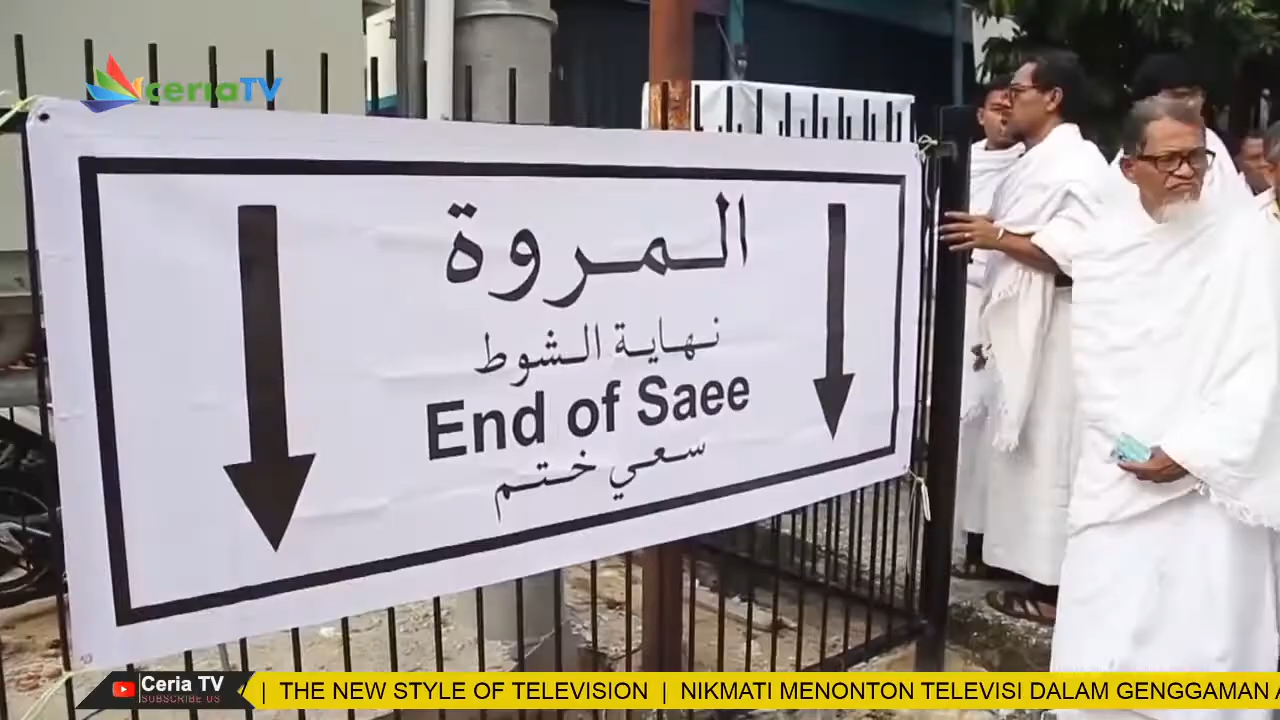 ceriaTV
المروة
نهاية الشوط
End of Saee
سعي ختم
Ceria TV
SUBSCRIBE US
| THE NEW STYLE OF TELEVISION | NIKMATI MENONTON TELEVISI DALAM GENGGAMAN A